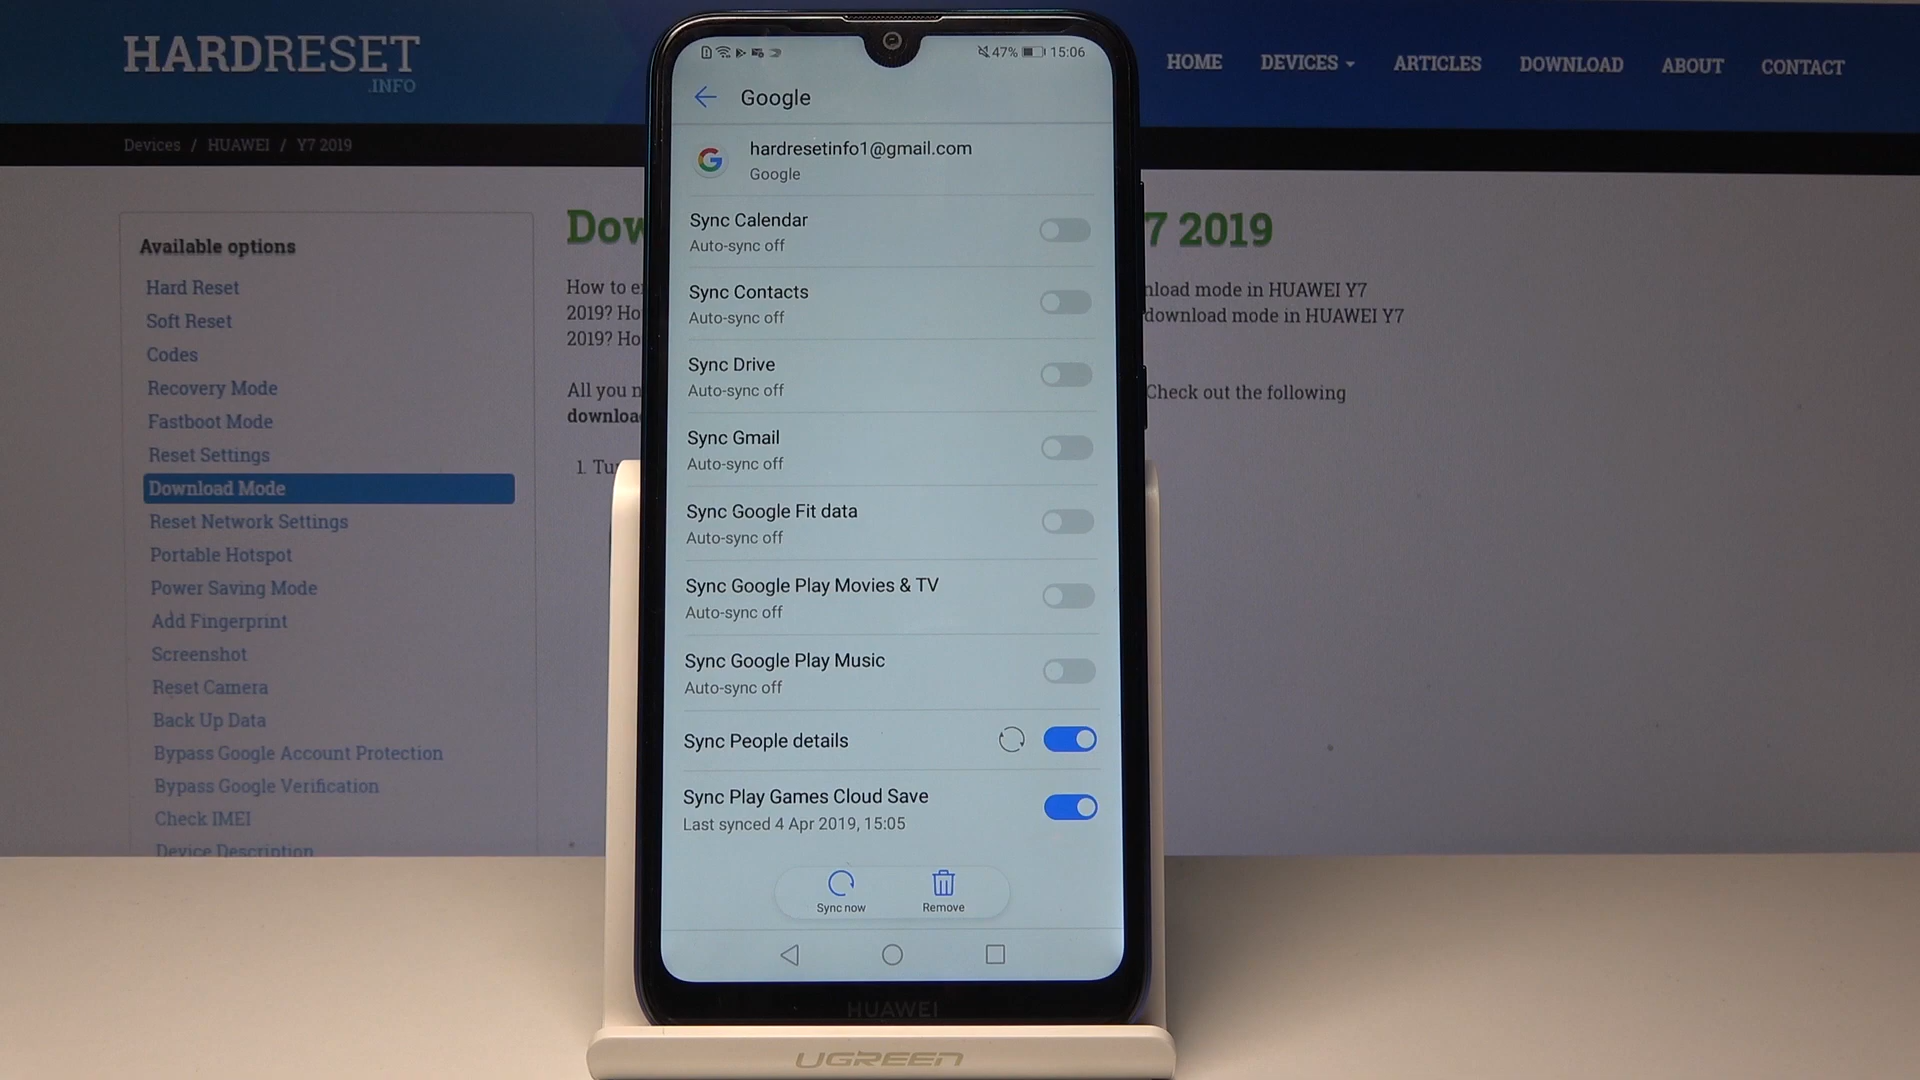 HARDRESET
.INFO
HOME DEVICES ARTICLES DOWNLOAD ABOUT CONTACT
Devices / HUAWEI / Y7 2019
Available options
Hard Reset
Soft Reset
Codes
Recovery Mode
Fastboot Mode
Reset Settings
Download Mode
Reset Network Settings
Portable Hotspot
Power Saving Mode
Add Fingerprint
Screenshot
Reset Camera
Back Up Data
Bypass Google Account Protection
Bypass Google Verification
Check IMEI
Device Description
7 2019
How to
nload mode in HUAWEI Y7
2019? Ho
download mode in HUAWEI Y7
2019? Ho
All you
Check out the following
1.
47% 15:06
Google
hardresetinfo1@gmail.com
Google
Sync Calendar
Auto-sync off
Sync Contacts
Auto-sync off
Sync Drive
Auto-sync off
Sync Gmail
Auto-sync off
Sync Google Fit data
Auto-sync off
Sync Google Play Movies & TV
Auto-sync off
Sync Google Play Music
Auto-sync off
Sync People details
Sync Play Games Cloud Save
Last synced 4 Apr 2019, 15:05
Sync now Remove
HUAWEI
UGREEN